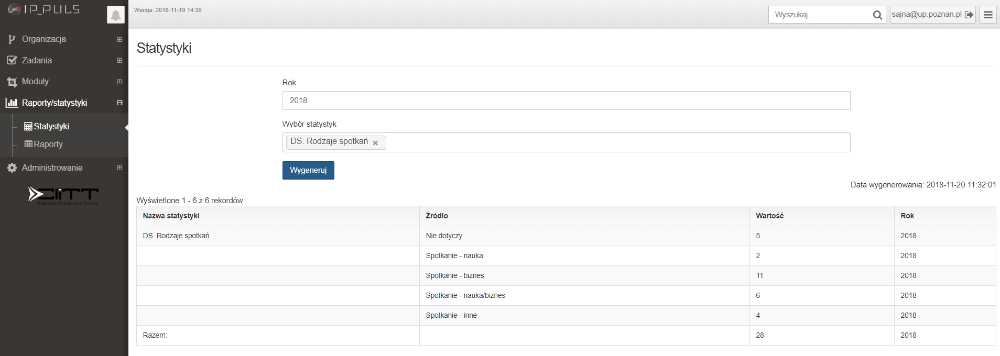 IP_PULS
Wersja: 2018-11-19 14:39
Wyszukaj...
sajna@up.poznan.pl
Organizacja
Zadania
Moduły
Raporty/statystyki
Statystyki
Raporty
Administrowanie
CIiTT
Uniwersytet Przyrodniczy w Poznaniu
Statystyki
Rok
2018
Wybór statystyk
DS. Rodzaje spotkań ×
Wygeneruj
Data wygenerowania: 2018-11-20 11:32:01
Wyświetlone 1 - 6 z 6 rekordów
Nazwa statystyki Źródło Wartość Rok
DS. Rodzaje spotkań Nie dotyczy 5 2018
Spotkanie - nauka 2 2018
Spotkanie - biznes 11 2018
Spotkanie - nauka/biznes 6 2018
Spotkanie - inne 4 2018
Razem: 28 2018